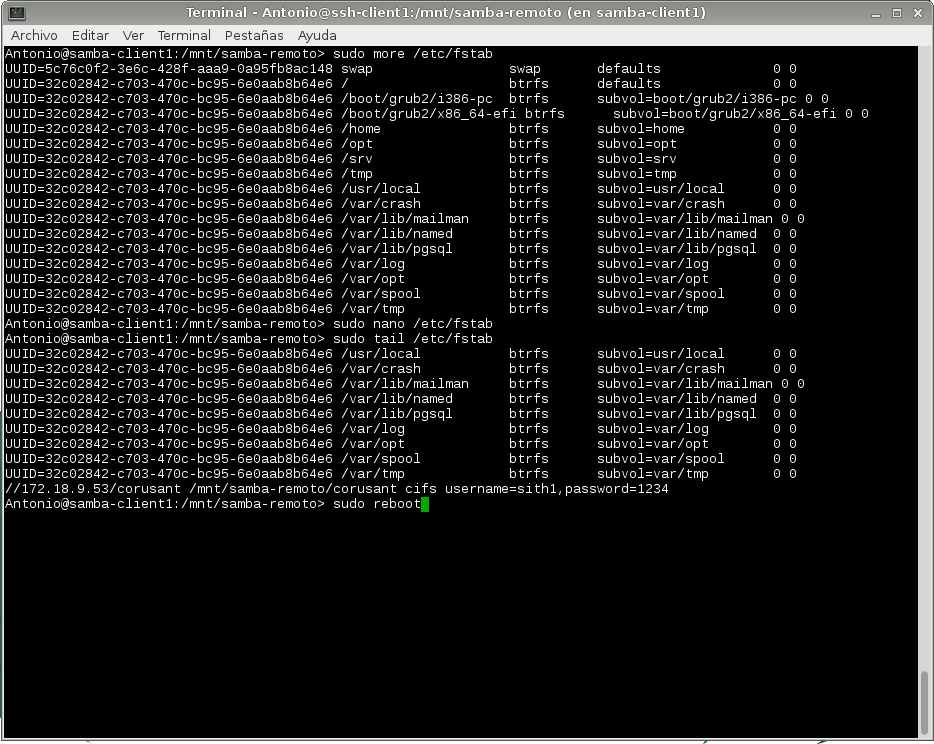 Terminal - Antonio@ssh-client1:/mnt/samba-remoto (en samba-client1)
Archivo Editar Ver Terminal Pestañas Ayuda
Antonio@samba-client1:/mnt/samba-remoto> sudo more /etc/fstab
UUID=5c76c0f2-3e6c-428f-aaa9-0a95fb8ac148 swap swap defaults 0 0
UUID=32c02842-c703-470c-bc95-6e0aab8b64e6 / btrfs defaults 0 0
UUID=32c02842-c703-470c-bc95-6e0aab8b64e6 /boot/grub2/i386-pc btrfs subvol=boot/grub2/i386-pc 0 0
UUID=32c02842-c703-470c-bc95-6e0aab8b64e6 /boot/grub2/x86_64-efi btrfs subvol=boot/grub2/x86_64-efi 0 0
UUID=32c02842-c703-470c-bc95-6e0aab8b64e6 /home btrfs subvol=home 0 0
UUID=32c02842-c703-470c-bc95-6e0aab8b64e6 /opt btrfs subvol=opt 0 0
UUID=32c02842-c703-470c-bc95-6e0aab8b64e6 /srv btrfs subvol=srv 0 0
UUID=32c02842-c703-470c-bc95-6e0aab8b64e6 /tmp btrfs subvol=tmp 0 0
UUID=32c02842-c703-470c-bc95-6e0aab8b64e6 /usr/local btrfs subvol=usr/local 0 0
UUID=32c02842-c703-470c-bc95-6e0aab8b64e6 /var/crash btrfs subvol=var/crash 0 0
UUID=32c02842-c703-470c-bc95-6e0aab8b64e6 /var/lib/mailman btrfs subvol=var/lib/mailman 0 0
UUID=32c02842-c703-470c-bc95-6e0aab8b64e6 /var/lib/named btrfs subvol=var/lib/named 0 0
UUID=32c02842-c703-470c-bc95-6e0aab8b64e6 /var/lib/pgsql btrfs subvol=var/lib/pgsql 0 0
UUID=32c02842-c703-470c-bc95-6e0aab8b64e6 /var/log btrfs subvol=var/log 0 0
UUID=32c02842-c703-470c-bc95-6e0aab8b64e6 /var/opt btrfs subvol=var/opt 0 0
UUID=32c02842-c703-470c-bc95-6e0aab8b64e6 /var/spool btrfs subvol=var/spool 0 0
UUID=32c02842-c703-470c-bc95-6e0aab8b64e6 /var/tmp btrfs subvol=var/tmp 0 0
Antonio@samba-client1:/mnt/samba-remoto> sudo nano /etc/fstab
Antonio@samba-client1:/mnt/samba-remoto> sudo tail /etc/fstab
UUID=32c02842-c703-470c-bc95-6e0aab8b64e6 /usr/local btrfs subvol=usr/local 0 0
UUID=32c02842-c703-470c-bc95-6e0aab8b64e6 /var/crash btrfs subvol=var/crash 0 0
UUID=32c02842-c703-470c-bc95-6e0aab8b64e6 /var/lib/mailman btrfs subvol=var/lib/mailman 0 0
UUID=32c02842-c703-470c-bc95-6e0aab8b64e6 /var/lib/named btrfs subvol=var/lib/named 0 0
UUID=32c02842-c703-470c-bc95-6e0aab8b64e6 /var/lib/pgsql btrfs subvol=var/lib/pgsql 0 0
UUID=32c02842-c703-470c-bc95-6e0aab8b64e6 /var/log btrfs subvol=var/log 0 0
UUID=32c02842-c703-470c-bc95-6e0aab8b64e6 /var/opt btrfs subvol=var/opt 0 0
UUID=32c02842-c703-470c-bc95-6e0aab8b64e6 /var/spool btrfs subvol=var/spool 0 0
UUID=32c02842-c703-470c-bc95-6e0aab8b64e6 /var/tmp btrfs subvol=var/tmp 0 0
//172.18.9.53/corusant /mnt/samba-remoto/corusant cifs username=sith1,password=1234
Antonio@samba-client1:/mnt/samba-remoto> sudo reboot